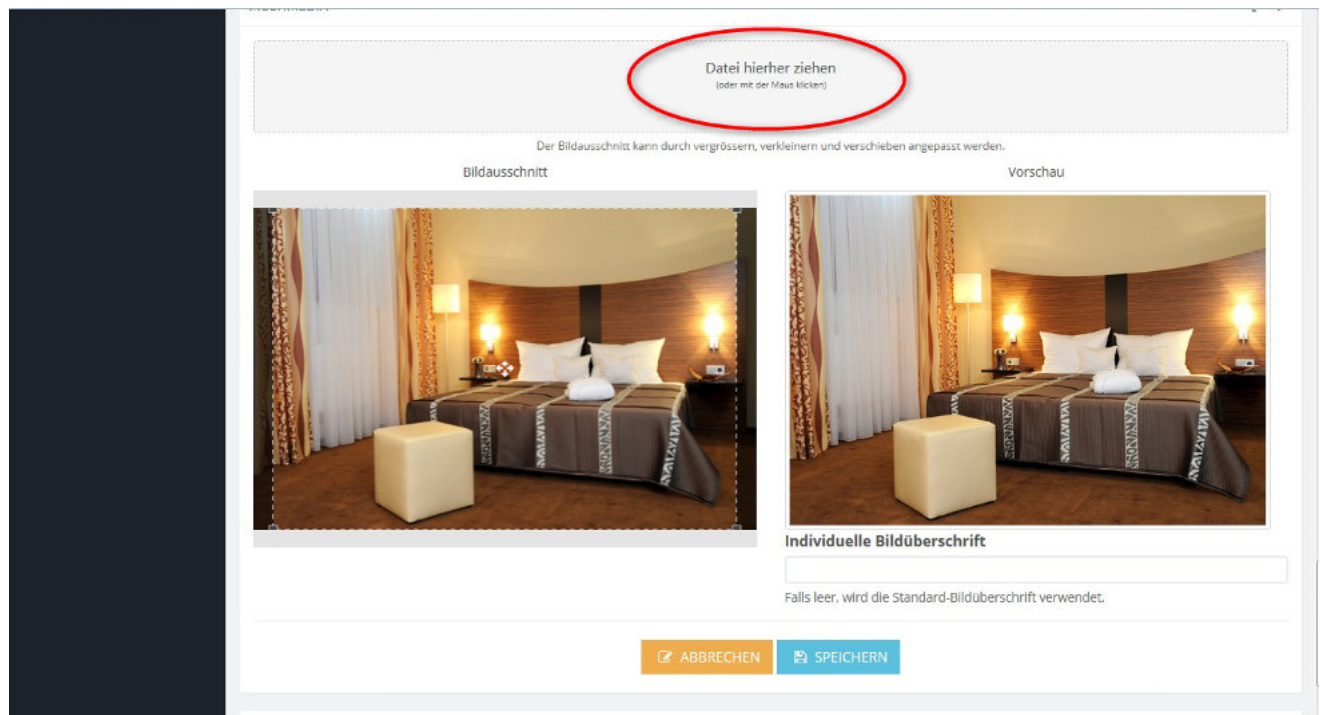 Datei hierher ziehen
(oder mit der Maus klicken)
Der Bildausschnitt kann durch vergrössern, verkleinern und verschieben angepasst werden.
Bildausschnitt
Vorschau
Individuelle Bildüberschrift
Falls leer, wird die Standard-Bildüberschrift verwendet.
ABBRECHEN
SPEICHERN